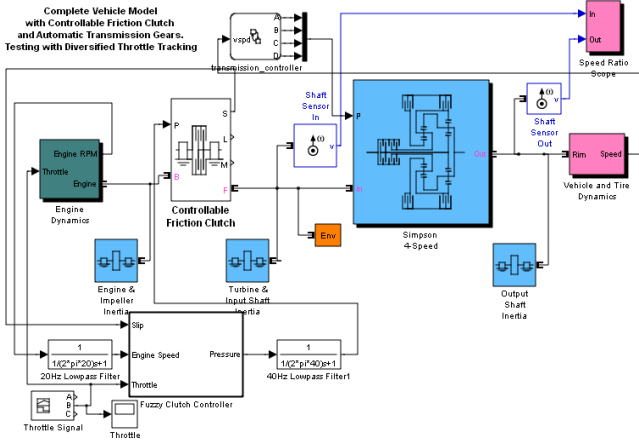 Complete Vehicle Model
with Controllable Friction Clutch
and Automatic Transmission Gears.
Testing with Diversified Throttle Tracking
vspd
A
B
C
D
transmission_controller
In
Out
Speed Ratio
Scope
Shaft
Sensor
In
ω
v
ω
v
Shaft
Sensor
Out
Engine RPM
Throttle
Engine
Engine
Dynamics
P
B
S
L
M
F
Controllable
Friction Clutch
P
In
Out
Simpson
4-Speed
Rim
Speed
Vehicle and Tire
Dynamics
Env
Engine &
Impeller
Inertia
Turbine &
Input Shaft
Inertia
Output
Shaft
Inertia
Slip
Engine Speed
Throttle
Pressure
Fuzzy Clutch Controller
1
1/(2*pi*20)s+1
20Hz Lowpass Filter
1
1/(2*pi*40)s+1
40Hz Lowpass Filter1
A
B
C
Throttle Signal
Throttle